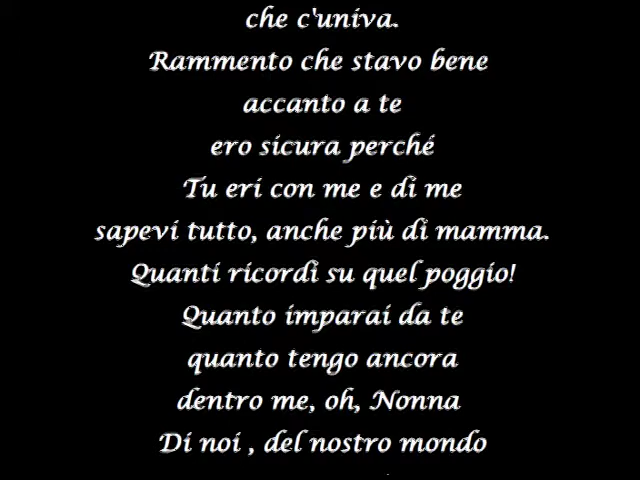 che c'univa.
Rammento che stavo bene
accanto a te
ero sicura perché
Tu eri con me e di me
sapevi tutto, anche più di mamma.
Quanti ricordi su quel poggio!
Quanto imparai da te
quanto tengo ancora
dentro me, oh, Nonna
Di noi , del nostro mondo